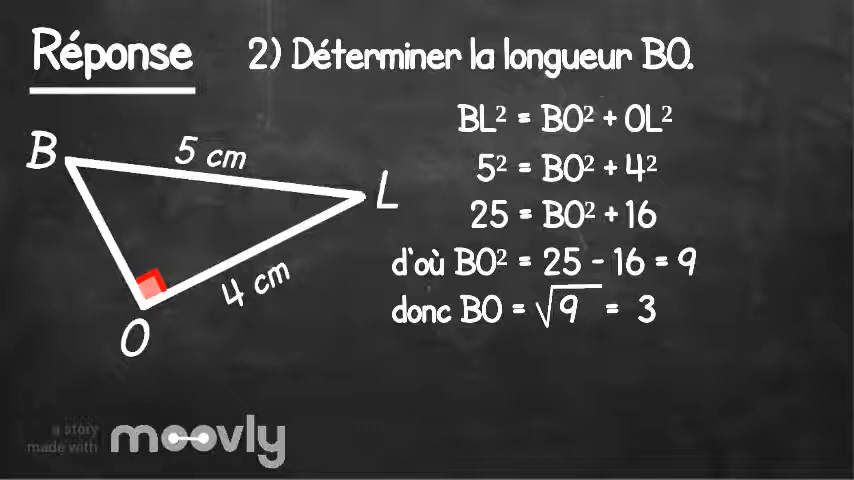 Réponse
2) Déterminer la longueur BO.
BL² = BO² + OL²
5² = BO² + 4²
25 = BO² + 16
d'où BO² = 25 - 16 = 9
donc BO = √9 = 3
B
5 cm
L
4 cm
O
a story
made with
moovly